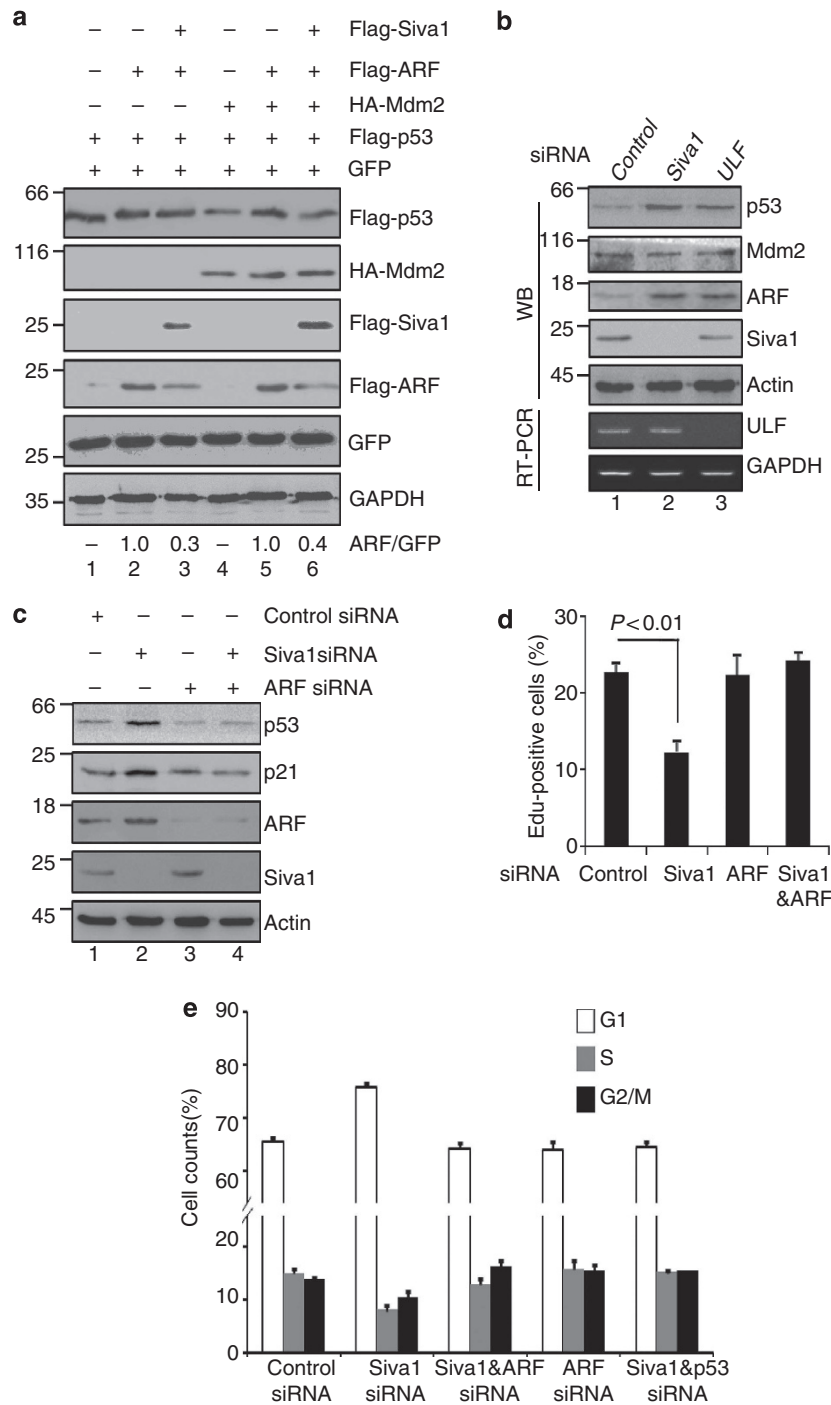 a
– – + – – + Flag-Siva1
– + + – + + Flag-ARF
– – – + + + HA-Mdm2
+ + + + + + Flag-p53
+ + + + + + GFP
66 Flag-p53
116 HA-Mdm2
25 Flag-Siva1
25 Flag-ARF
25 GFP
35 GAPDH
– 1.0 0.3 – 1.0 0.4 ARF/GFP
1 2 3 4 5 6
b
siRNA Control Siva1 ULF
66 p53
116 Mdm2
18 ARF
25 Siva1
45 Actin
WB
ULF
GAPDH
RT-PCR
1 2 3
c
+ – – – Control siRNA
– + – + Siva1siRNA
– – + + ARF siRNA
66 p53
25 p21
18 ARF
25 Siva1
45 Actin
1 2 3 4
d
Edu-positive cells (%)
30
20
10
0
P<0.01
siRNA Control Siva1 ARF Siva1
&ARF
e
Cell counts(%)
90
80
70
60
20
10
0
G1
S
G2/M
Control Siva1 Siva1&ARF ARF Siva1&p53
siRNA siRNA siRNA siRNA siRNA